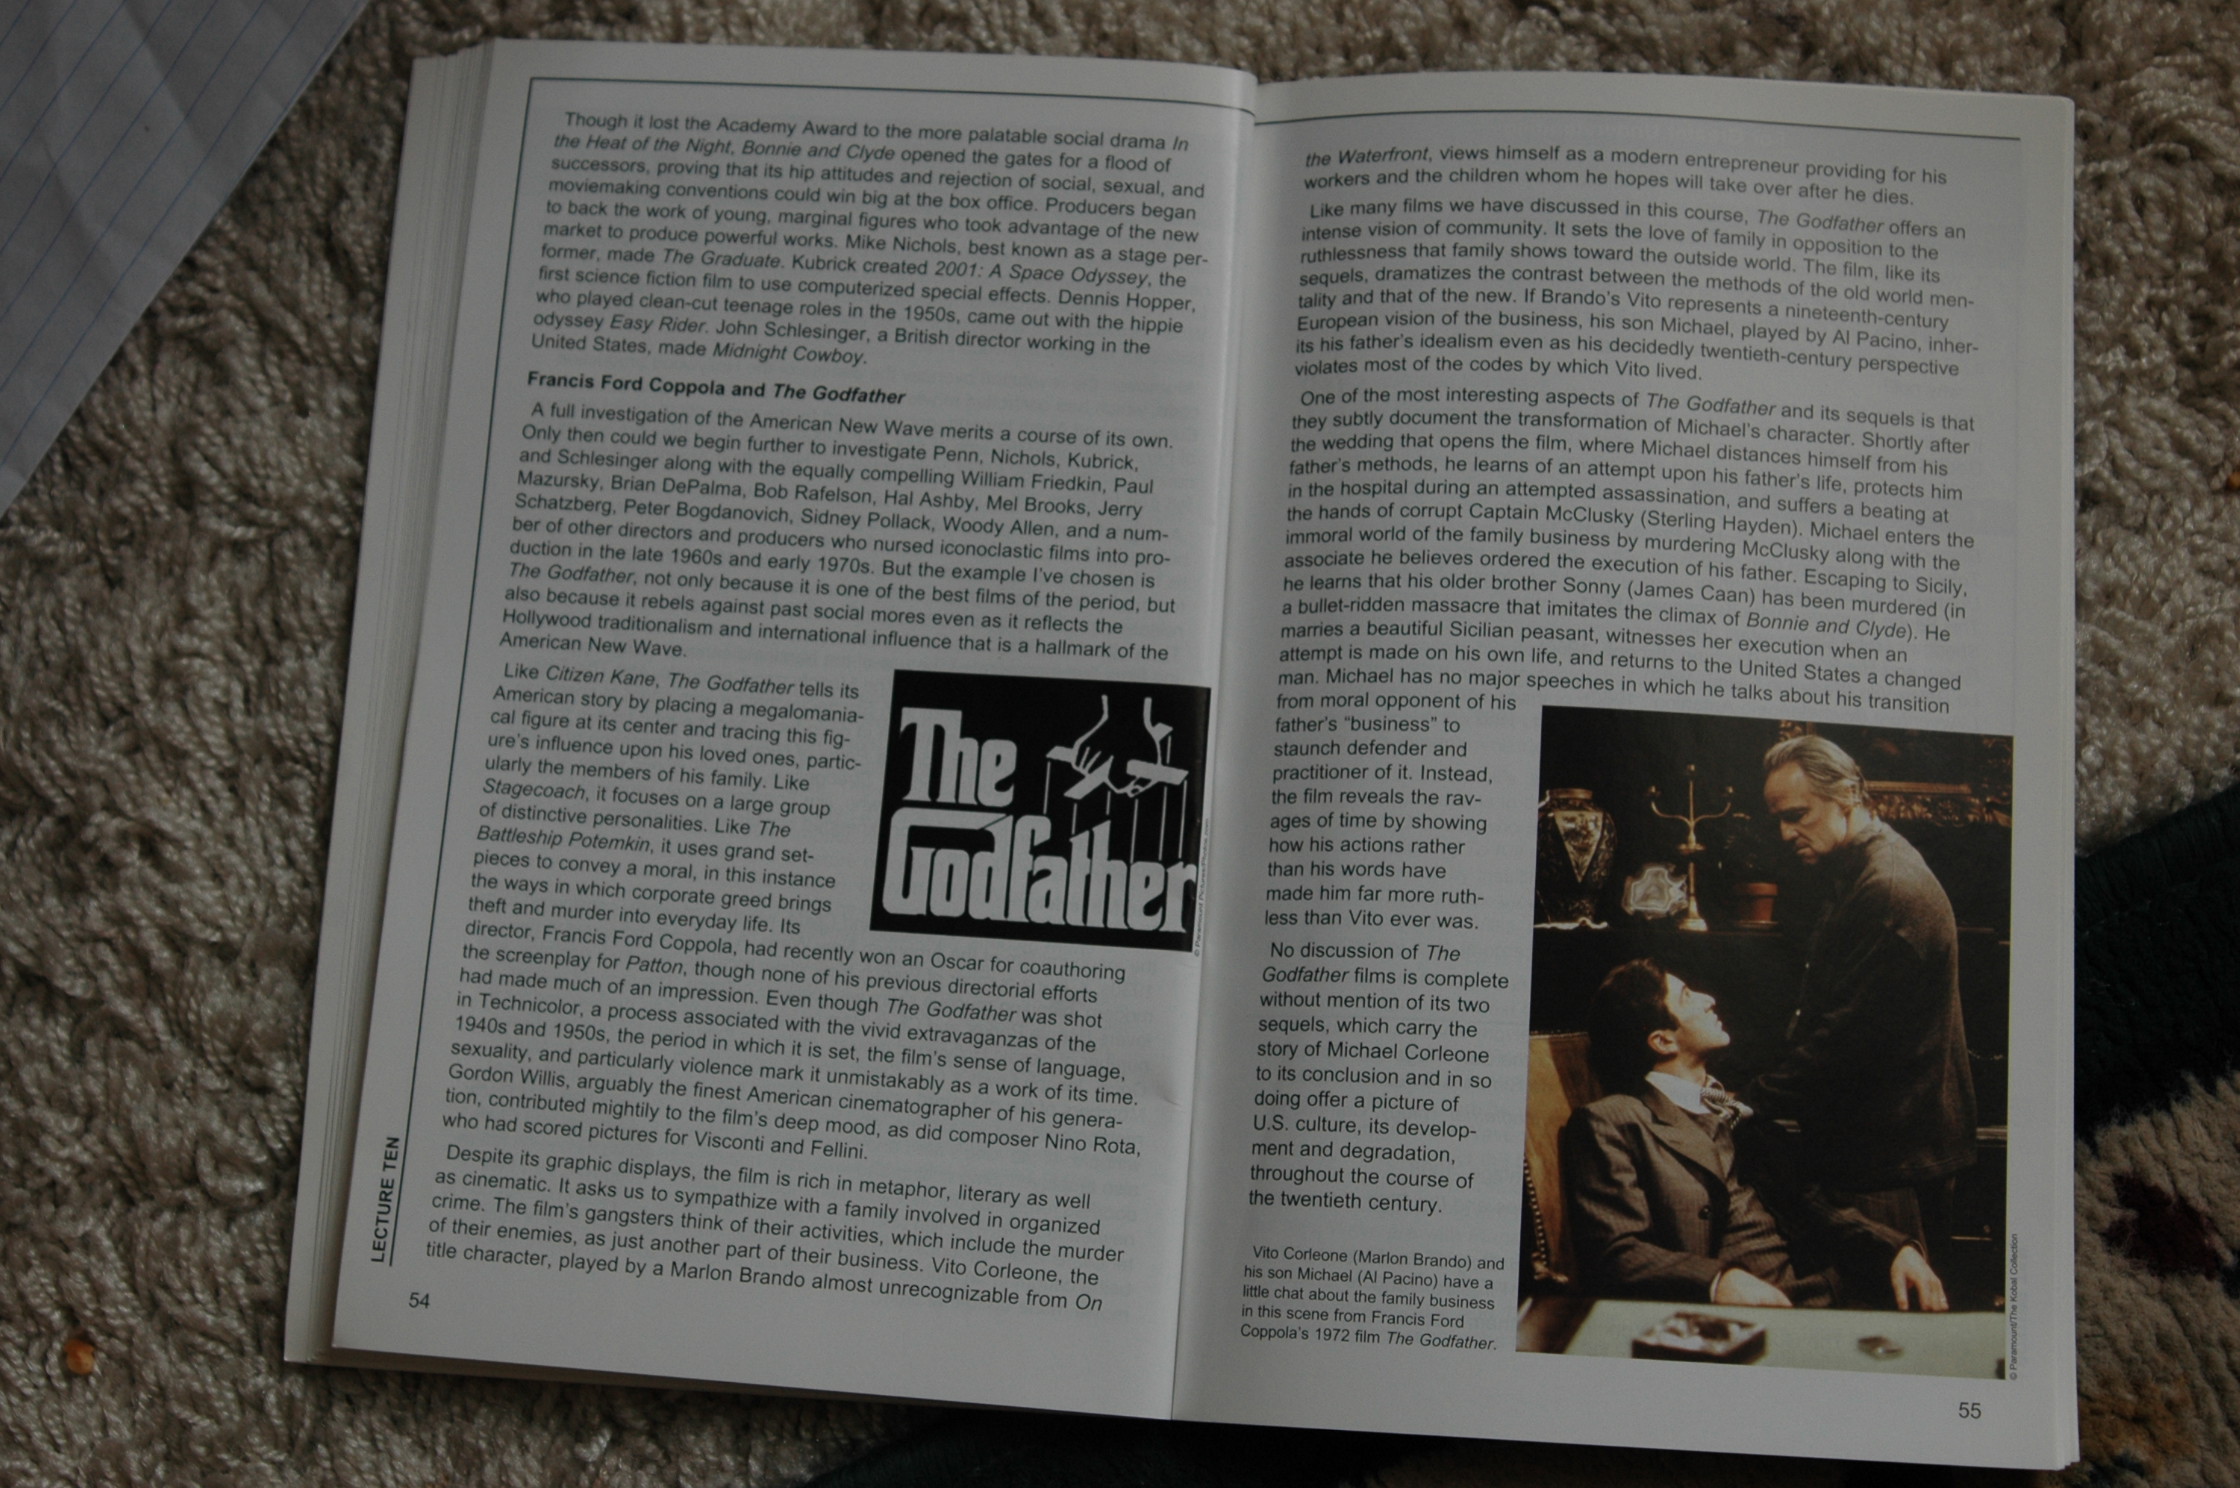 Though it lost the Academy Award to the more palatable social drama In
the Heat of the Night, Bonnie and Clyde opened the gates for a flood of
successors, proving that its hip attitudes and rejection of social, sexual, and
moviemaking conventions could win big at the box office. Producers began
to back the work of young, marginal figures who took advantage of the new
market to produce powerful works. Mike Nichols, best known as a stage per-
former, made The Graduate. Kubrick created 2001: A Space Odyssey, the
first science fiction film to use computerized special effects. Dennis Hopper,
who played clean-cut teenage roles in the 1950s, came out with the hippie
odyssey Easy Rider. John Schlesinger, a British director working in the
United States, made Midnight Cowboy.
Francis Ford Coppola and The Godfather
A full investigation of the American New Wave merits a course of its own.
Only then could we begin further to investigate Penn, Nichols, Kubrick,
and Schlesinger along with the equally compelling William Friedkin, Paul
Mazursky, Brian DePalma, Bob Rafelson, Hal Ashby, Mel Brooks, Jerry
Schatzberg, Peter Bogdanovich, Sidney Pollack, Woody Allen, and a num-
ber of other directors and producers who nursed iconoclastic films into pro-
duction in the late 1960s and early 1970s. But the example I've chosen is
The Godfather, not only because it is one of the best films of the period, but
also because it rebels against past social mores even as it reflects the
Hollywood traditionalism and international influence that is a hallmark of the
American New Wave.
Like Citizen Kane, The Godfather tells its
American story by placing a megalomania-
cal figure at its center and tracing this fig-
ure's influence upon his loved ones, partic-
ularly the members of his family. Like
Stagecoach, it focuses on a large group
of distinctive personalities. Like The
Battleship Potemkin, it uses grand set-
pieces to convey a moral, in this instance
the ways in which corporate greed brings
theft and murder into everyday life. Its
director, Francis Ford Coppola, had recently won an Oscar for coauthoring
the screenplay for Patton, though none of his previous directorial efforts
had made much of an impression. Even though The Godfather was shot
in Technicolor, a process associated with the vivid extravaganzas of the
1940s and 1950s, the period in which it is set, the film's sense of language,
sexuality, and particularly violence mark it unmistakably as a work of its time.
Gordon Willis, arguably the finest American cinematographer of his genera-
tion, contributed mightily to the film's deep mood, as did composer Nino Rota,
who had scored pictures for Visconti and Fellini.
Despite its graphic displays, the film is rich in metaphor, literary as well
as cinematic. It asks us to sympathize with a family involved in organized
crime. The film's gangsters think of their activities, which include the murder
of their enemies, as just another part of their business. Vito Corleone, the
title character, played by a Marlon Brando almost unrecognizable from On
The
Godfather
© Paramount Pictures/Photos.com
54
LECTURE TEN
the Waterfront, views himself as a modern entrepreneur providing for his
workers and the children whom he hopes will take over after he dies.
Like many films we have discussed in this course, The Godfather offers an
intense vision of community. It sets the love of family in opposition to the
ruthlessness that family shows toward the outside world. The film, like its
sequels, dramatizes the contrast between the methods of the old world men-
tality and that of the new. If Brando's Vito represents a nineteenth-century
European vision of the business, his son Michael, played by Al Pacino, inher-
its his father's idealism even as his decidedly twentieth-century perspective
violates most of the codes by which Vito lived.
One of the most interesting aspects of The Godfather and its sequels is that
they subtly document the transformation of Michael's character. Shortly after
the wedding that opens the film, where Michael distances himself from his
father's methods, he learns of an attempt upon his father's life, protects him
in the hospital during an attempted assassination, and suffers a beating at
the hands of corrupt Captain McClusky (Sterling Hayden). Michael enters the
immoral world of the family business by murdering McClusky along with the
associate he believes ordered the execution of his father. Escaping to Sicily,
he learns that his older brother Sonny (James Caan) has been murdered (in
a bullet-ridden massacre that imitates the climax of Bonnie and Clyde). He
marries a beautiful Sicilian peasant, witnesses her execution when an
attempt is made on his own life, and returns to the United States a changed
man. Michael has no major speeches in which he talks about his transition
from moral opponent of his
father's "business" to
staunch defender and
practitioner of it. Instead,
the film reveals the rav-
ages of time by showing
how his actions rather
than his words have
made him far more ruth-
less than Vito ever was.
No discussion of The
Godfather films is complete
without mention of its two
sequels, which carry the
story of Michael Corleone
to its conclusion and in so
doing offer a picture of
U.S. culture, its develop-
ment and degradation,
throughout the course of
the twentieth century.
Vito Corleone (Marlon Brando) and
his son Michael (Al Pacino) have a
little chat about the family business
in this scene from Francis Ford
Coppola's 1972 film The Godfather.
© Paramount/The Kobal Collection
55